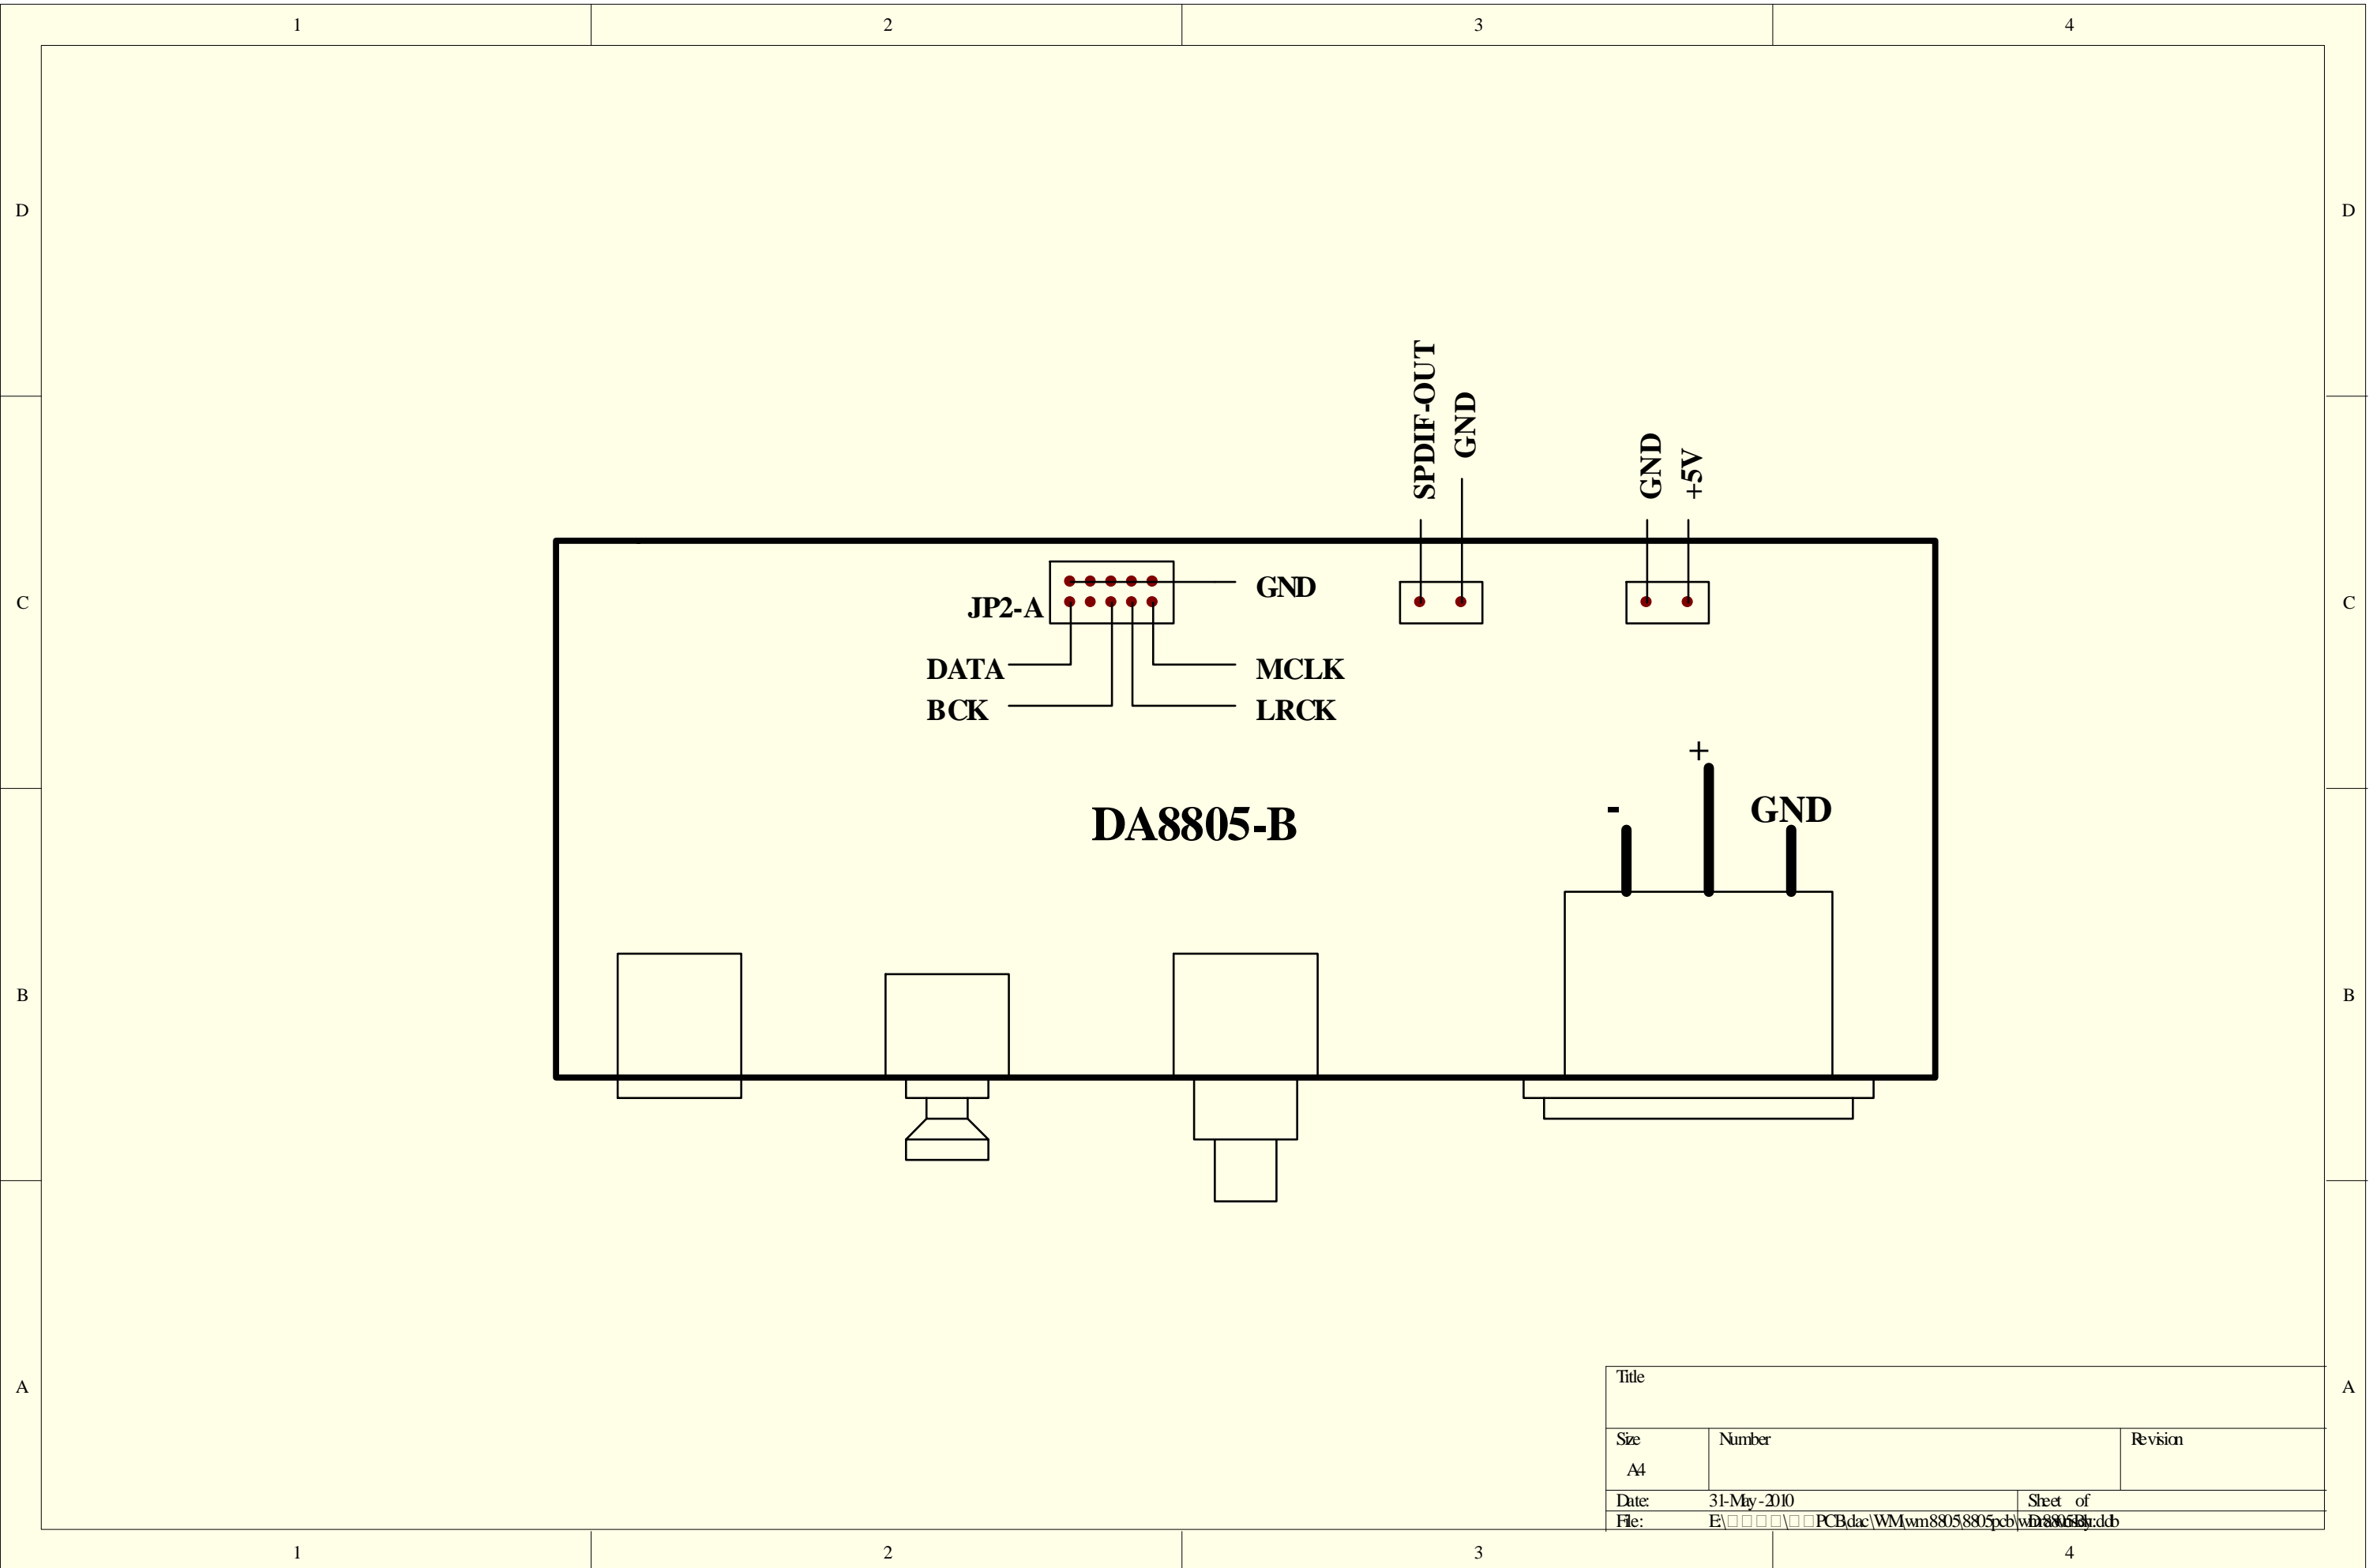 1 2 3 4
D D
SPDIF-OUT
GND
GND
+5V
C C
GND
JP2-A
DATA MCLK
BCK LRCK
+
- GND
DA8805-B
B B
A A
Title
Size Number Revision
A4
Date: 31-May-2010 Sheet of
File:
1 2 3 4